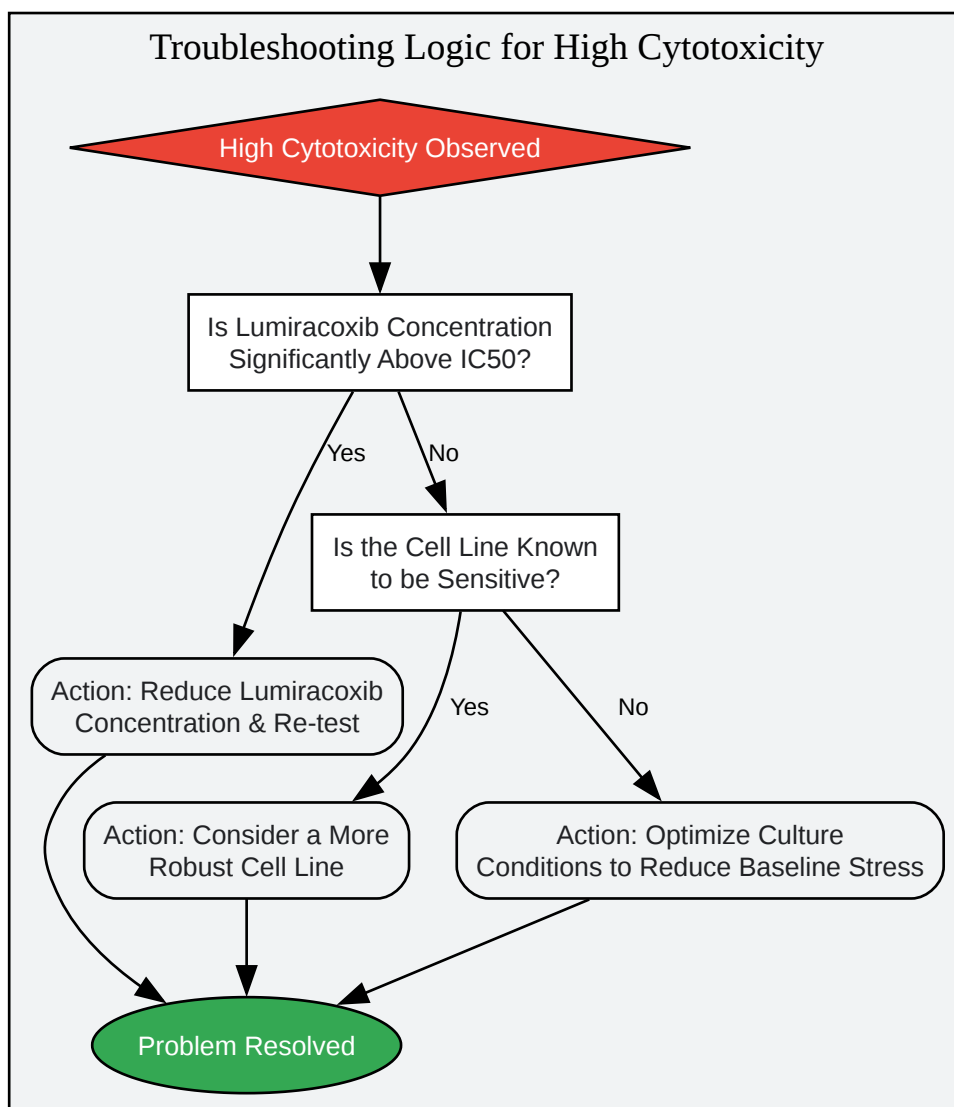 Troubleshooting Logic for High Cytotoxicity
High Cytotoxicity Observed
Is Lumiracoxib Concentration
Significantly Above IC50?
Yes
No
Is the Cell Line Known
to be Sensitive?
Action: Reduce Lumiracoxib
Concentration & Re-test
Yes
No
Action: Consider a More
Robust Cell Line
Action: Optimize Culture
Conditions to Reduce Baseline Stress
Problem Resolved